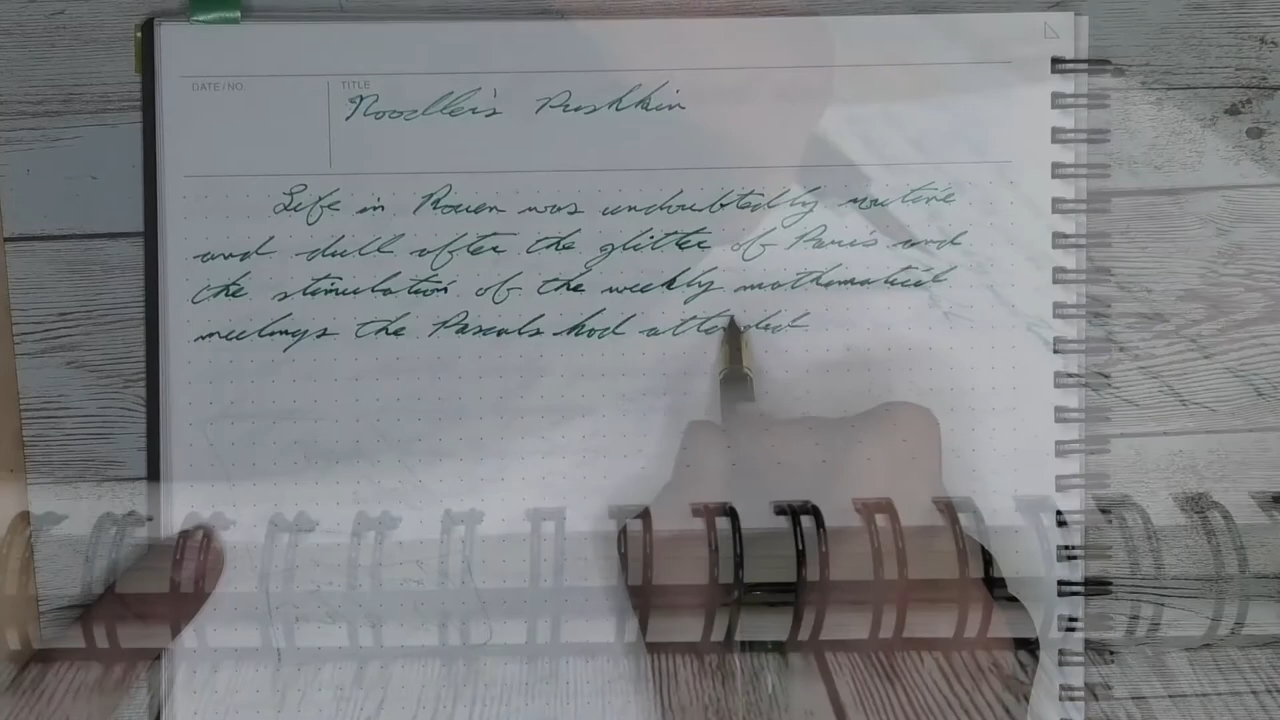 DATE/NO.
TITLE
Noodler's Pushkin
Life in Rouen was undoubtedly routine
and dull after the glitter of Paris and
the stimulation of the weekly mathematical
meetings the Pascals had attended